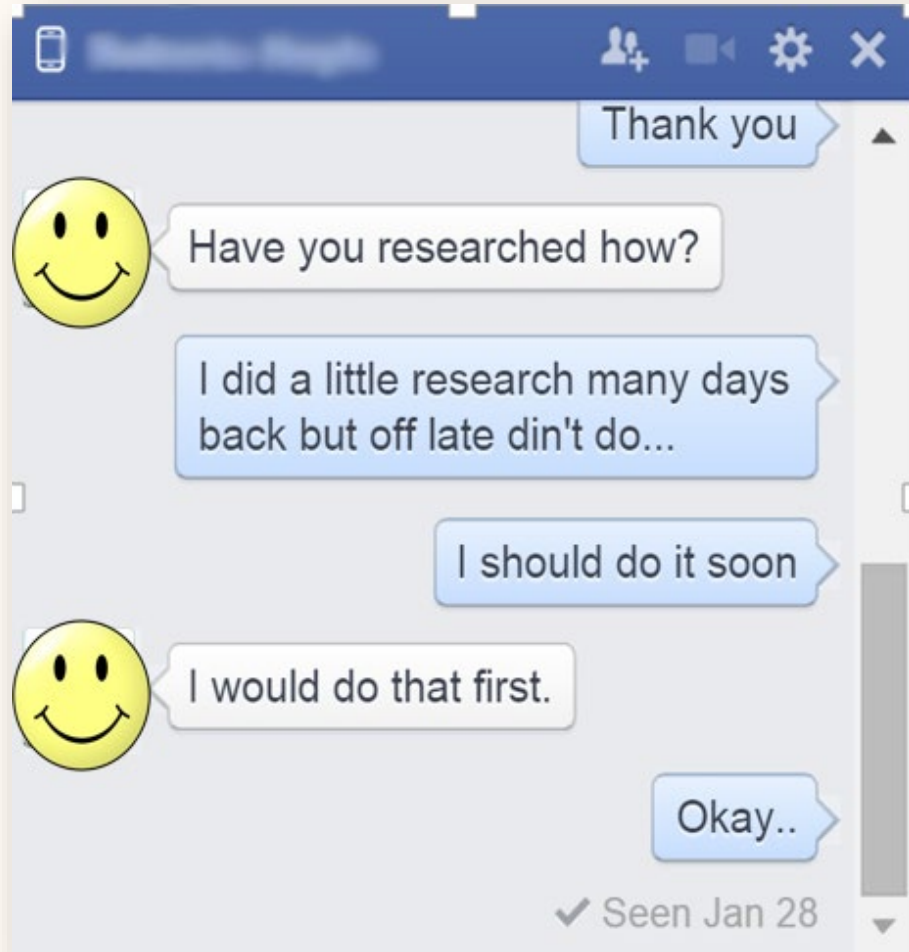 Thank you
Have you researched how?
I did a little research many days
back but off late din't do...
I should do it soon
I would do that first.
Okay..
Seen Jan 28